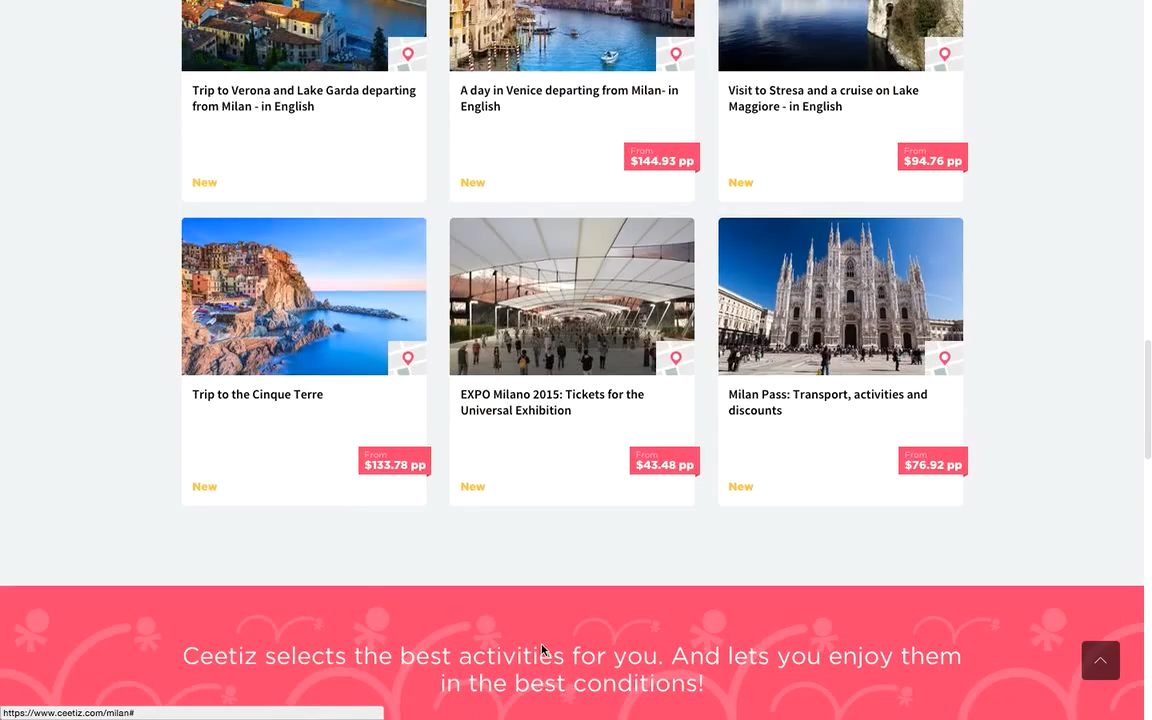 Trip to Verona and Lake Garda departing
from Milan - in English
New
A day in Venice departing from Milan- in
English
From
$144.93 pp
New
Visit to Stresa and a cruise on Lake
Maggiore - in English
From
$94.76 pp
New
Trip to the Cinque Terre
From
$133.78 pp
New
EXPO Milano 2015: Tickets for the
Universal Exhibition
From
$43.48 pp
New
Milan Pass: Transport, activities and
discounts
From
$76.92 pp
New
Ceetiz selects the best activities for you. And lets you enjoy them
in the best conditions!
https://www.ceetiz.com/milan#